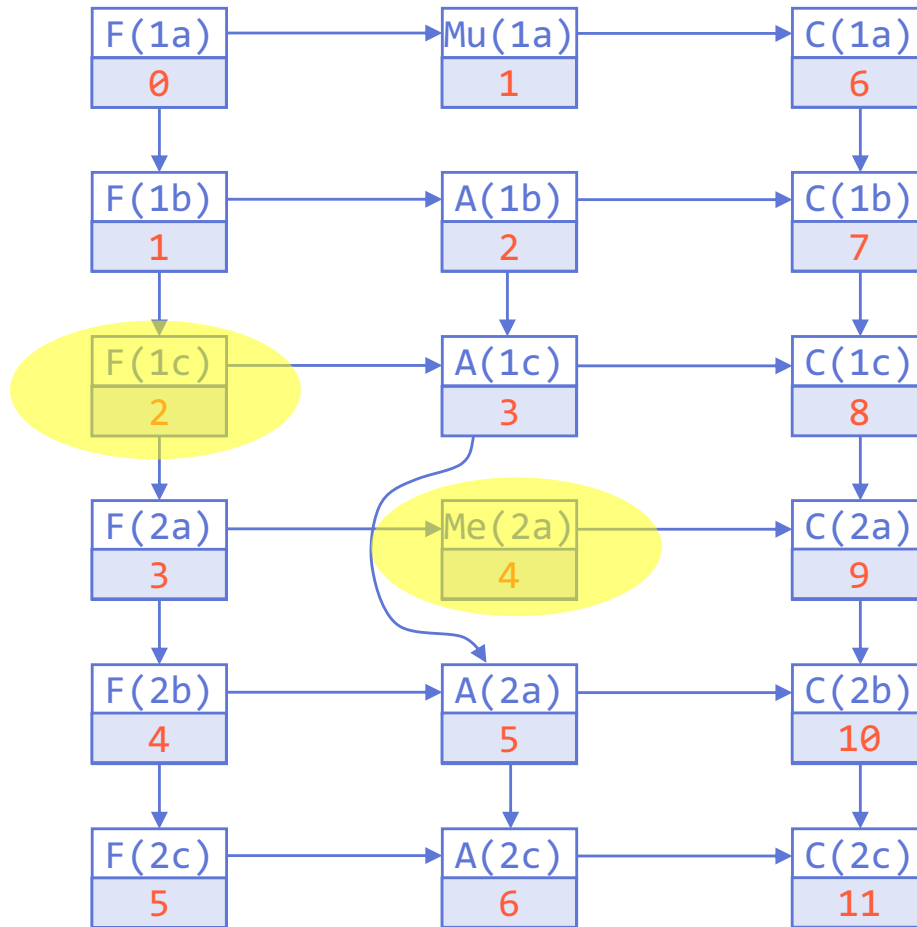 F(1a) Mu(1a) C(1a)
0 1 6
F(1b) A(1b) C(1b)
1 2 7
F(1c) A(1c) C(1c)
2 3 8
F(2a) Me(2a) C(2a)
3 4 9
F(2b) A(2a) C(2b)
4 5 10
F(2c) A(2c) C(2c)
5 6 11